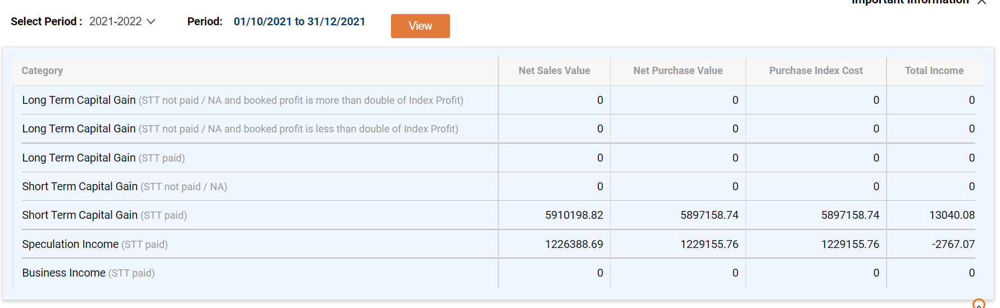 Important Information
Select Period : 2021-2022 Period: 01/10/2021 to 31/12/2021 View
Category Net Sales Value Net Purchase Value Purchase Index Cost Total Income
Long Term Capital Gain (STT not paid / NA and booked profit is more than double of Index Profit) 0 0 0 0
Long Term Capital Gain (STT not paid / NA and booked profit is less than double of Index Profit) 0 0 0 0
Long Term Capital Gain (STT paid) 0 0 0 0
Short Term Capital Gain (STT not paid / NA) 0 0 0 0
Short Term Capital Gain (STT paid) 5910198.82 5897158.74 5897158.74 13040.08
Speculation Income (STT paid) 1226388.69 1229155.76 1229155.76 -2767.07
Business Income (STT paid) 0 0 0 0